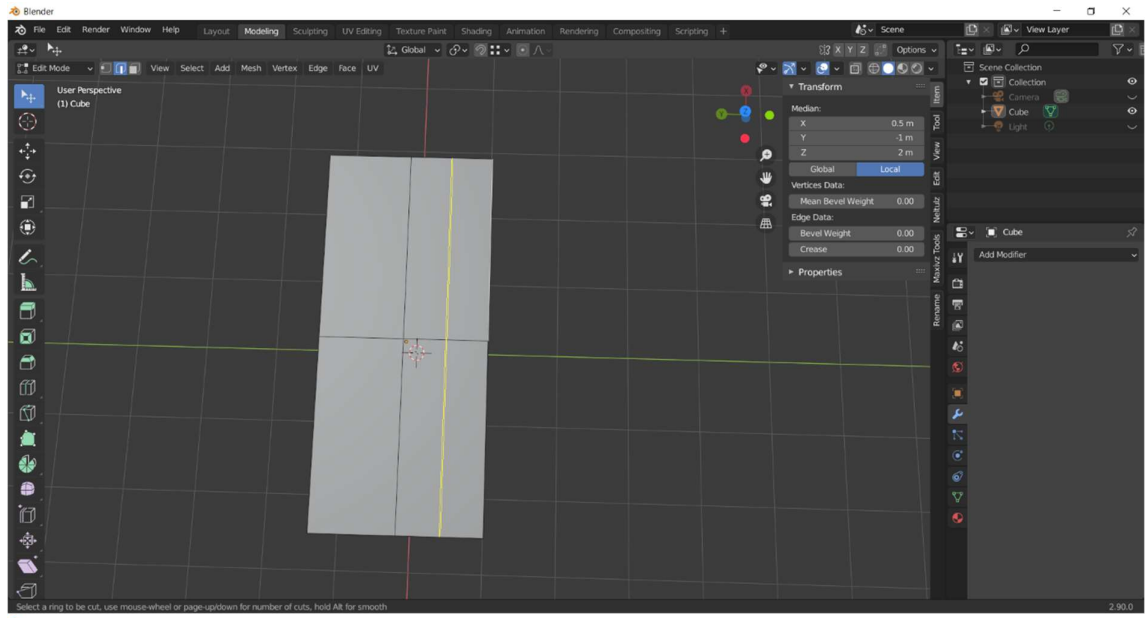 Blender
File Edit Render Window Help Layout Modeling Sculpting UV Editing Texture Paint Shading Animation Rendering Compositing Scripting + Scene View Layer
Global X Y Z Options
Edit Mode View Select Add Mesh Vertex Edge Face UV
User Perspective
(1) Cube
X
Y
Z
Transform
Median:
X 0.5 m
Y -1 m
Z 2 m
Global Local
Vertices Data:
Mean Bevel Weight 0.00
Edge Data:
Bevel Weight 0.00
Crease 0.00
Properties
Item
Tool
View
Edit
Neltulz
Maxivz Tools
Rename
Scene Collection
Collection
Camera
Cube
Light
Cube
Add Modifier
Select a ring to be cut, use mouse-wheel or page-up/down for number of cuts, hold Alt for smooth 2.90.0